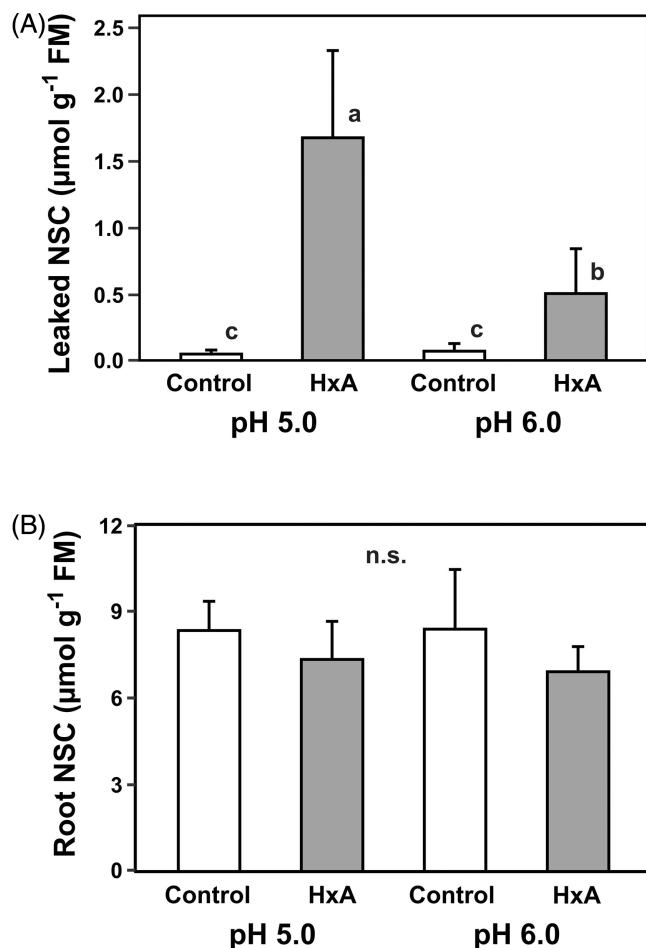 (A)
Leaked NSC (µmol g⁻¹ FM)
2.5
2.0
1.5
1.0
0.5
0.0
c
a
c
b
Control HxA Control HxA
pH 5.0 pH 6.0
(B)
Root NSC (µmol g⁻¹ FM)
12
9
6
3
0
n.s.
Control HxA Control HxA
pH 5.0 pH 6.0